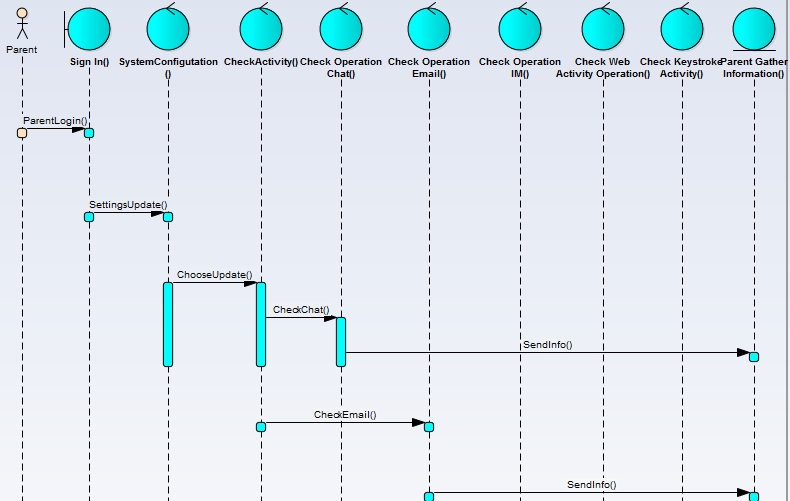 Parent
Sign In()
SystemConfigutation
()
CheckActivity()
Check Operation
Chat()
Check Operation
Email()
Check Operation
IM()
Check Web
Activity Operation()
Check Keystroke
Activity()
Parent Gather
Information()
ParentLogin()
SettingsUpdate()
ChooseUpdate()
CheckChat()
SendInfo()
CheckEmail()
SendInfo()